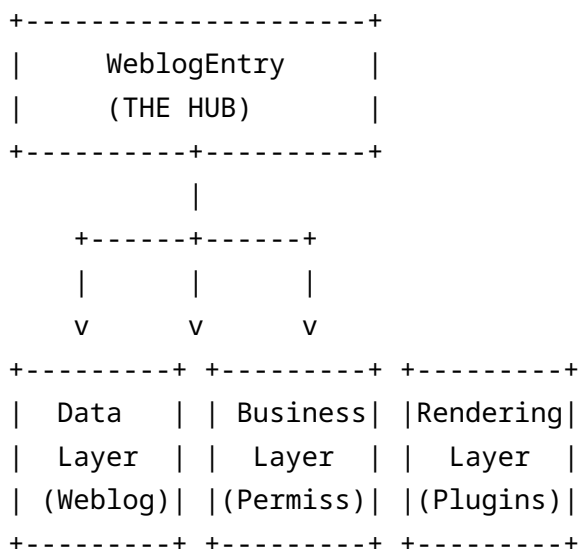 +---------------------+
|      WeblogEntry    |
|      (THE HUB)      |
+----------+----------+
           |
    +------+------+
    |      |      |
    v      v      v
+---------+ +---------+ +---------+
|  Data   | | Business| |Rendering|
|  Layer  | |  Layer  | |  Layer  |
| (Weblog)| |(Permiss)| |(Plugins)|
+---------+ +---------+ +---------+